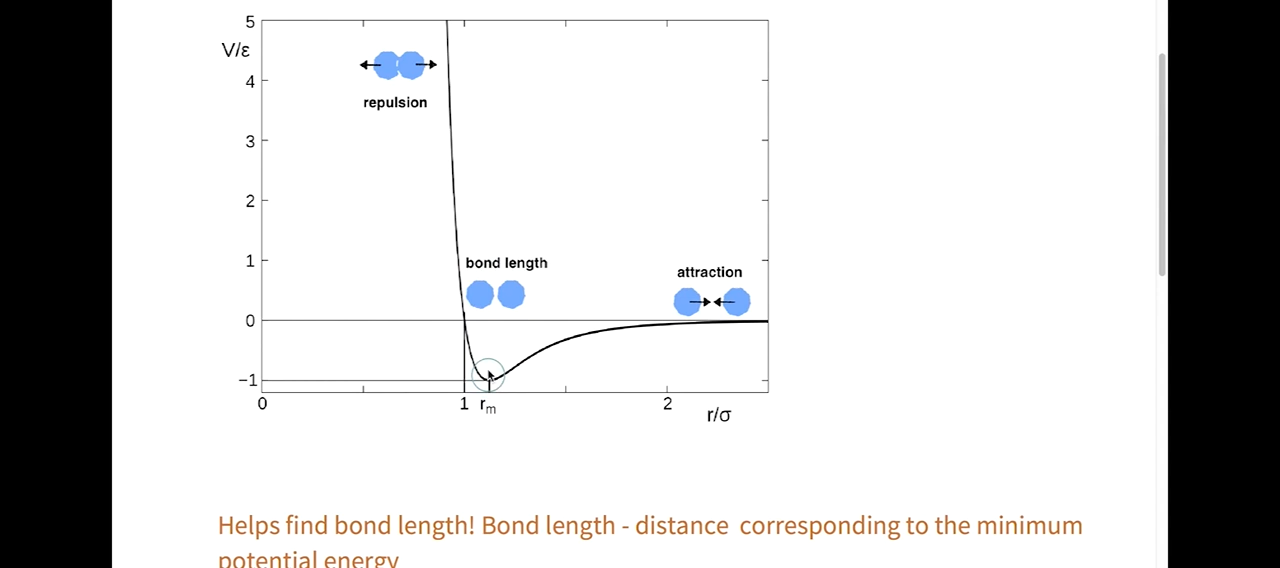 5
V/ε
4
repulsion
3
2
1
bond length
attraction
0
−1
0
1
rm
2
r/σ
Helps find bond length! Bond length - distance corresponding to the minimum
potential energy